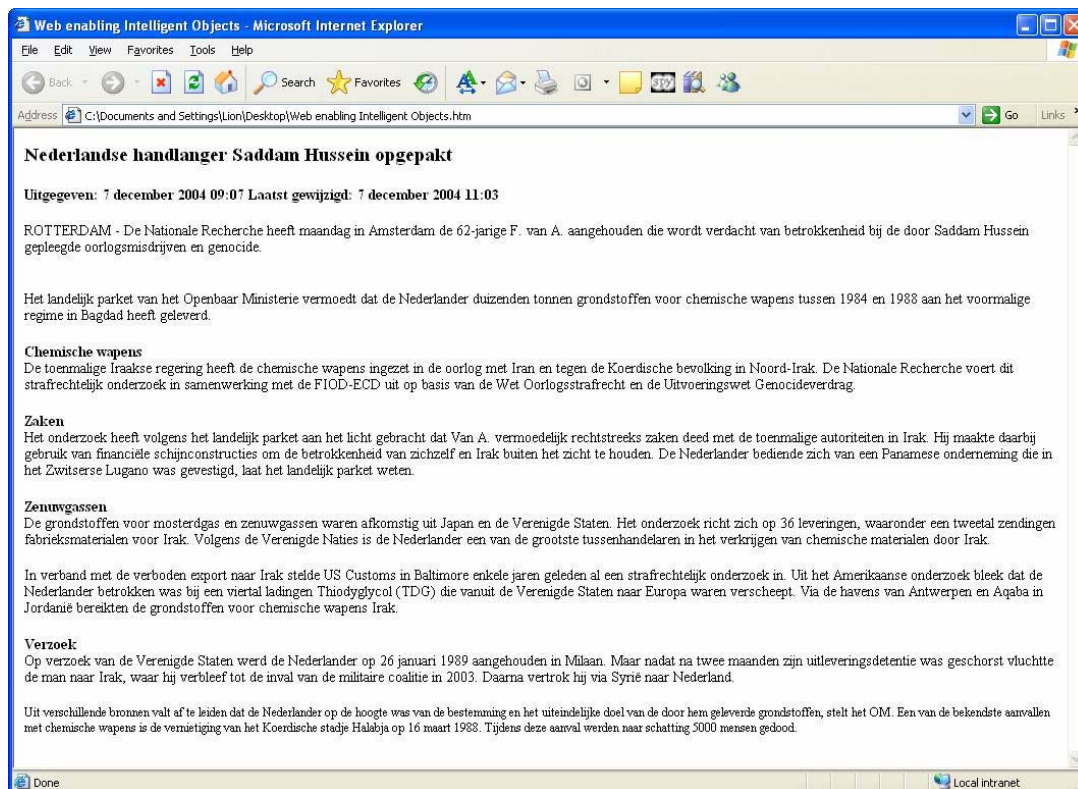 Web enabling Intelligent Objects - Microsoft Internet Explorer
File Edit View Favorites Tools Help
Back Search Favorites SPY
Address C:\Documents and Settings\Lion\Desktop\Web enabling Intelligent Objects.htm Go Links »
Nederlandse handlanger Saddam Hussein opgepakt
Uitgegeven: 7 december 2004 09:07 Laatst gewijzigd: 7 december 2004 11:03
ROTTERDAM - De Nationale Recherche heeft maandag in Amsterdam de 62-jarige F. van A. aangehouden die wordt verdacht van betrokkenheid bij de door Saddam Hussein
gepleegde oorlogsmisdrijven en genocide.
Het landelijk parket van het Openbaar Ministerie vermoedt dat de Nederlander duizenden tonnen grondstoffen voor chemische wapens tussen 1984 en 1988 aan het voormalige
regime in Bagdad heeft geleverd.
Chemische wapens
De toenmalige Iraakse regering heeft de chemische wapens ingezet in de oorlog met Iran en tegen de Koerdische bevolking in Noord-Irak. De Nationale Recherche voert dit
strafrechtelijk onderzoek in samenwerking met de FIOD-ECD uit op basis van de Wet Oorlogsstrafrecht en de Uitvoeringswet Genocideverdrag.
Zaken
Het onderzoek heeft volgens het landelijk parket aan het licht gebracht dat Van A. vermoedelijk rechtstreeks zaken deed met de toenmalige autoriteiten in Irak. Hij maakte daarbij
gebruik van financiële schijnconstructies om de betrokkenheid van zichzelf en Irak buiten het zicht te houden. De Nederlander bediende zich van een Panamese onderneming die in
het Zwitserse Lugano was gevestigd, laat het landelijk parket weten.
Zenuwgassen
De grondstoffen voor mosterdgas en zenuwgassen waren afkomstig uit Japan en de Verenigde Staten. Het onderzoek richt zich op 36 leveringen, waaronder een tweetal zendingen
fabrieksmaterialen voor Irak. Volgens de Verenigde Naties is de Nederlander een van de grootste tussenhandelaren in het verkrijgen van chemische materialen door Irak.
In verband met de verboden export naar Irak stelde US Customs in Baltimore enkele jaren geleden al een strafrechtelijk onderzoek in. Uit het Amerikaanse onderzoek bleek dat de
Nederlander betrokken was bij een viertal ladingen Thiodyglycol (TDG) die vanuit de Verenigde Staten naar Europa waren verscheept. Via de havens van Antwerpen en Aqaba in
Jordanië bereikten de grondstoffen voor chemische wapens Irak.
Verzoek
Op verzoek van de Verenigde Staten werd de Nederlander op 26 januari 1989 aangehouden in Milaan. Maar nadat na twee maanden zijn uitleveringsdetentie was geschorst vluchtte
de man naar Irak, waar hij verbleef tot de inval van de militaire coalitie in 2003. Daarna vertrok hij via Syrië naar Nederland.
Uit verschillende bronnen valt af te leiden dat de Nederlander op de hoogte was van de bestemming en het uiteindelijke doel van de door hem geleverde grondstoffen, stelt het OM. Een van de bekendste aanvallen
met chemische wapens is de vernietiging van het Koerdische stadje Halabja op 16 maart 1988. Tijdens deze aanval werden naar schatting 5000 mensen gedood.
Done Local intranet